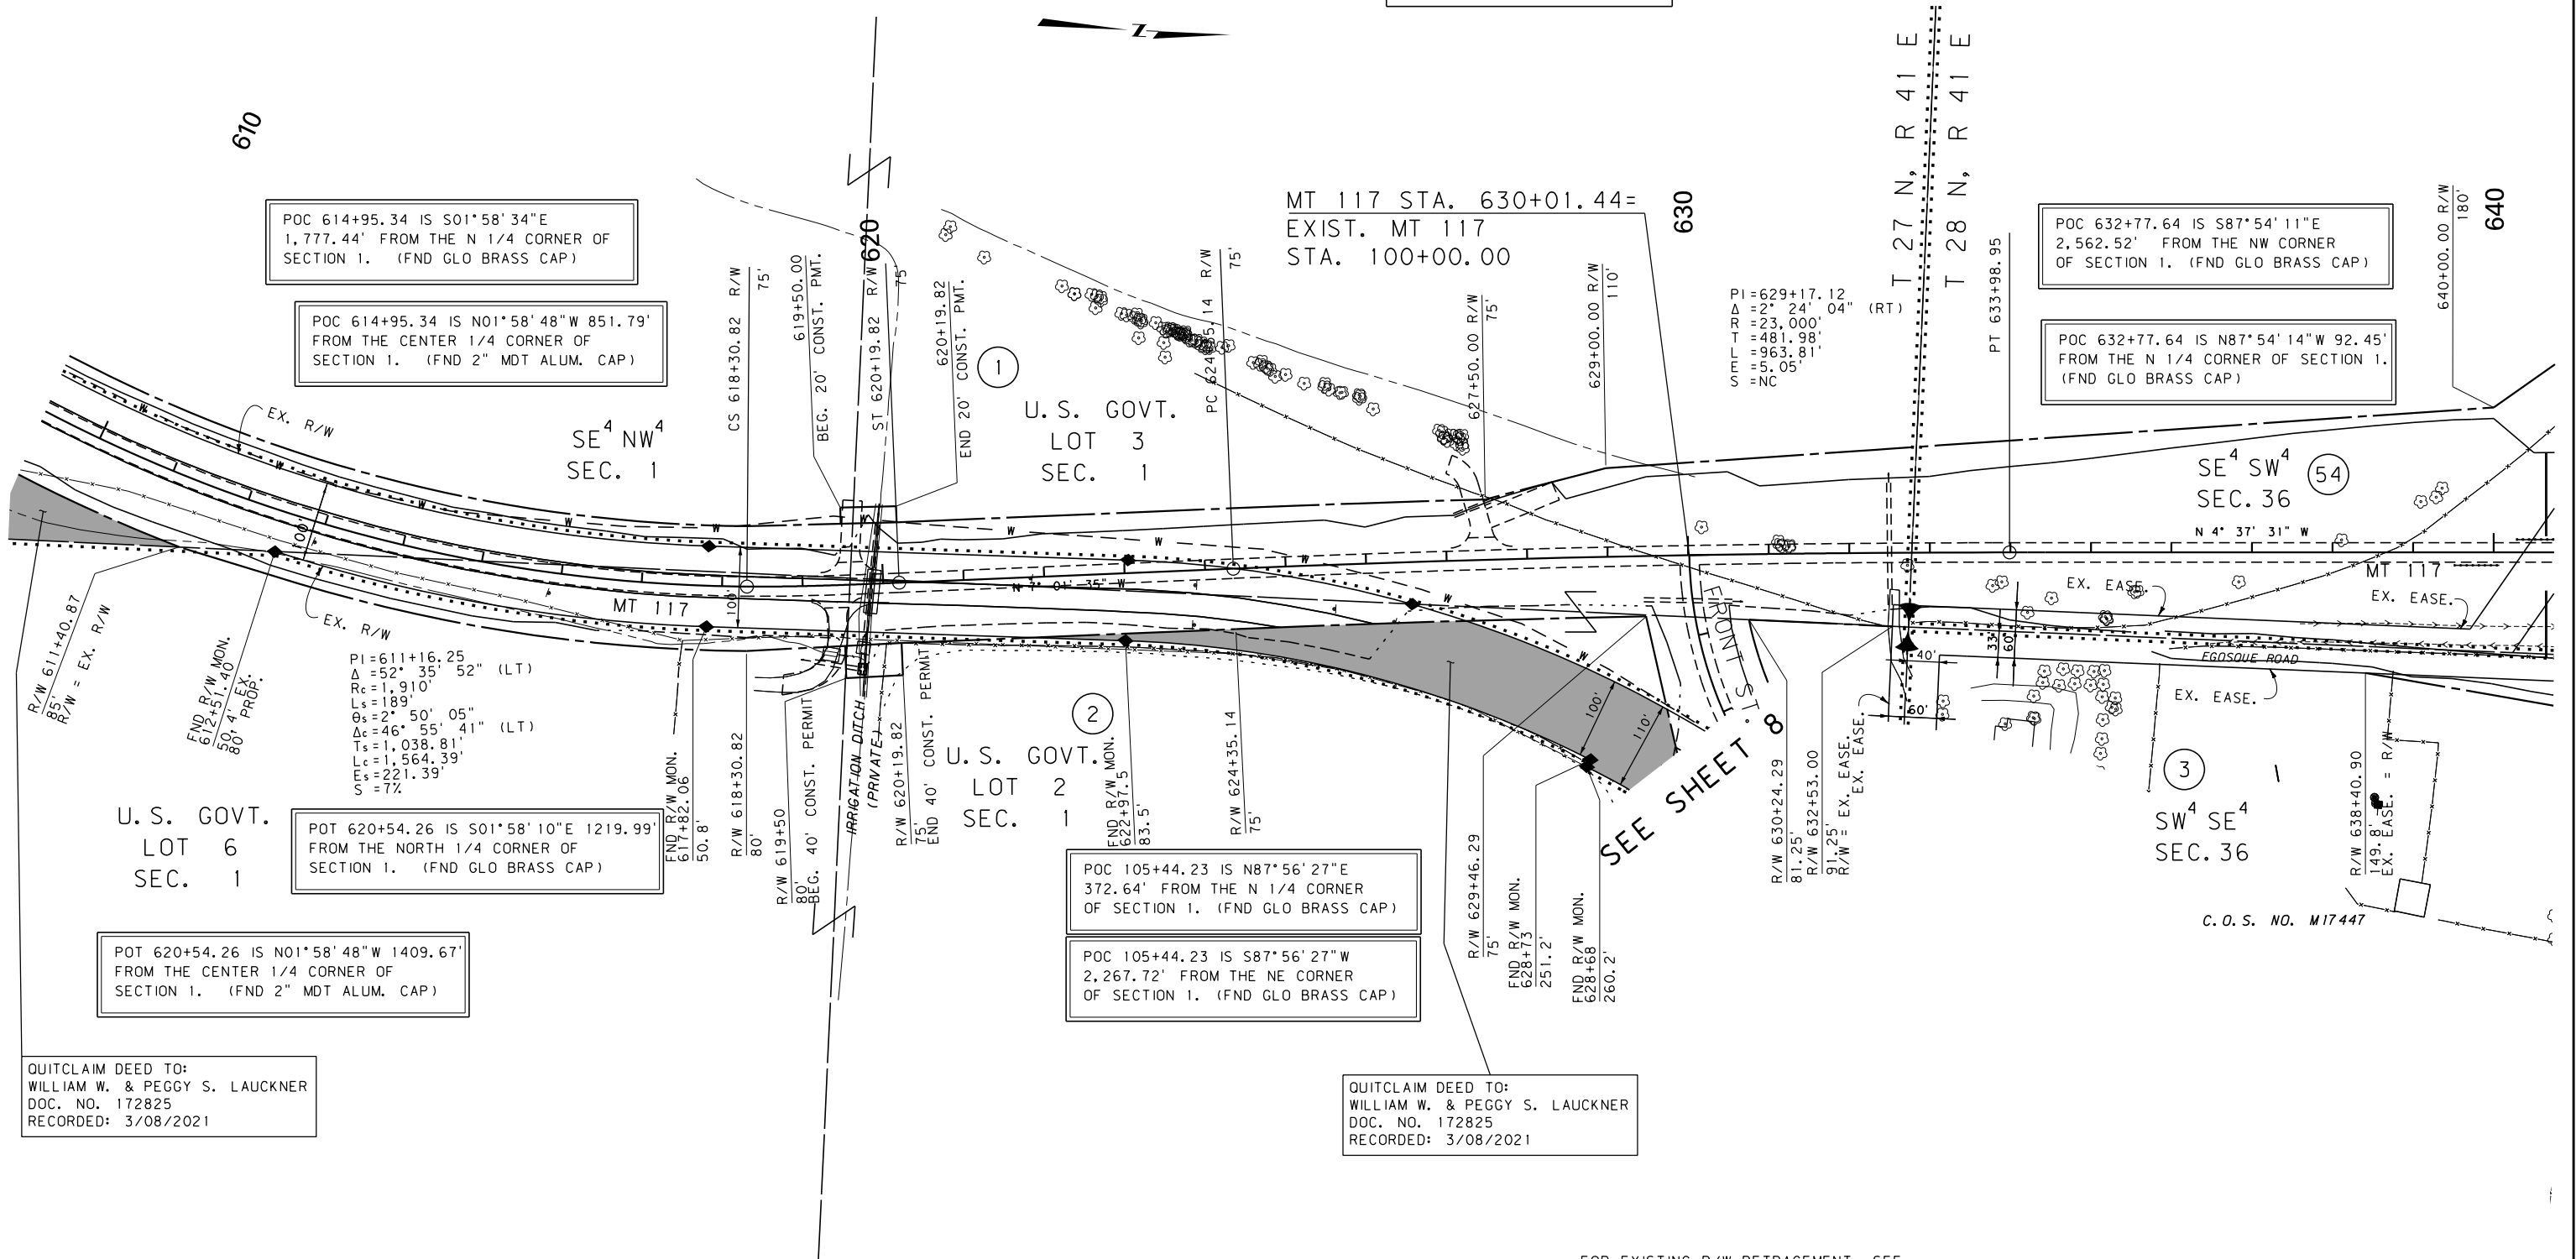 Z
610
620
630
640
POC 614+95.34 IS S01°58'34"E
1,777.44' FROM THE N 1/4 CORNER OF
SECTION 1. (FND GLO BRASS CAP)
POC 614+95.34 IS N01°58'48"W 851.79'
FROM THE CENTER 1/4 CORNER OF
SECTION 1. (FND 2" MDT ALUM. CAP)
EX. R/W
SE⁴ NW⁴
SEC. 1
CS 618+30.82 R/W
75'
619+50.00
BEG. 20' CONST. PMT.
ST 620+19.82 R/W
75'
620+19.82
END 20' CONST. PMT.
1
U.S. GOVT.
LOT 3
SEC. 1
R/W
75'
MT 117 STA. 630+01.44=
EXIST. MT 117
STA. 100+00.00
627+50.00 R/W
75'
629+00.00 R/W
110'
PI=629+17.12
Δ =2° 24' 04" (RT)
R =23,000'
T =481.98'
L =963.81'
E =5.05'
S =NC
T 27 N, R 41 E
T 28 N, R 41 E
PT 633+98.95
POC 632+77.64 IS S87°54'11"E
2,562.52' FROM THE NW CORNER
OF SECTION 1. (FND GLO BRASS CAP)
POC 632+77.64 IS N87°54'14"W 92.45'
FROM THE N 1/4 CORNER OF SECTION 1.
(FND GLO BRASS CAP)
640+00.00 R/W
180'
SE⁴ SW⁴
SEC. 36
54
N 4° 37' 31" W
MT 117
EX. EASE.
EX. EASE.
EGOSQUE ROAD
EX. EASE.
33'
60'
40'
60'
N 7° 01' 35" W
MT 117
100'
100'
EX. R/W
R/W 611+40.87
85'
R/W = EX. R/W
FND R/W MON.
612+51.40
50.4' EX.
80' PROP.
PI=611+16.25
Δ =52° 35' 52" (LT)
Rc=1,910'
Ls=189'
θs=2° 50' 05"
Δc=46° 55' 41" (LT)
Ts=1,038.81'
Lc=1,564.39'
Es=221.39'
S =7%
FND R/W MON.
617+82.06
50.8'
R/W 618+30.82
80'
R/W 619+50
80'
BEG. 40' CONST. PERMIT
IRRIGATION DITCH
(PRIVATE)
R/W 620+19.82
75'
END 40' CONST. PERMIT
2
U.S. GOVT.
LOT 2
SEC. 1
FND R/W MON.
622+97.5
83.5'
R/W 624+35.14
75'
100'
110'
FRONT ST.
SEE SHEET 8
R/W 629+46.29
75'
FND R/W MON.
628+73
251.2'
FND R/W MON.
628+68
260.2'
R/W 630+24.29
81.25'
R/W 632+53.00
91.25'
R/W = EX. EASE.
EX. EASE.
3
1
SW⁴ SE⁴
SEC. 36
R/W 638+40.90
149.8'
EX. EASE. = R/W
C.O.S. NO. M17447
U.S. GOVT.
LOT 6
SEC. 1
POT 620+54.26 IS S01°58'10"E 1219.99'
FROM THE NORTH 1/4 CORNER OF
SECTION 1. (FND GLO BRASS CAP)
POT 620+54.26 IS N01°58'48"W 1409.67'
FROM THE CENTER 1/4 CORNER OF
SECTION 1. (FND 2" MDT ALUM. CAP)
POC 105+44.23 IS N87°56'27"E
372.64' FROM THE N 1/4 CORNER
OF SECTION 1. (FND GLO BRASS CAP)
POC 105+44.23 IS S87°56'27"W
2,267.72' FROM THE NE CORNER
OF SECTION 1. (FND GLO BRASS CAP)
QUITCLAIM DEED TO:
WILLIAM W. & PEGGY S. LAUCKNER
DOC. NO. 172825
RECORDED: 3/08/2021
QUITCLAIM DEED TO:
WILLIAM W. & PEGGY S. LAUCKNER
DOC. NO. 172825
RECORDED: 3/08/2021